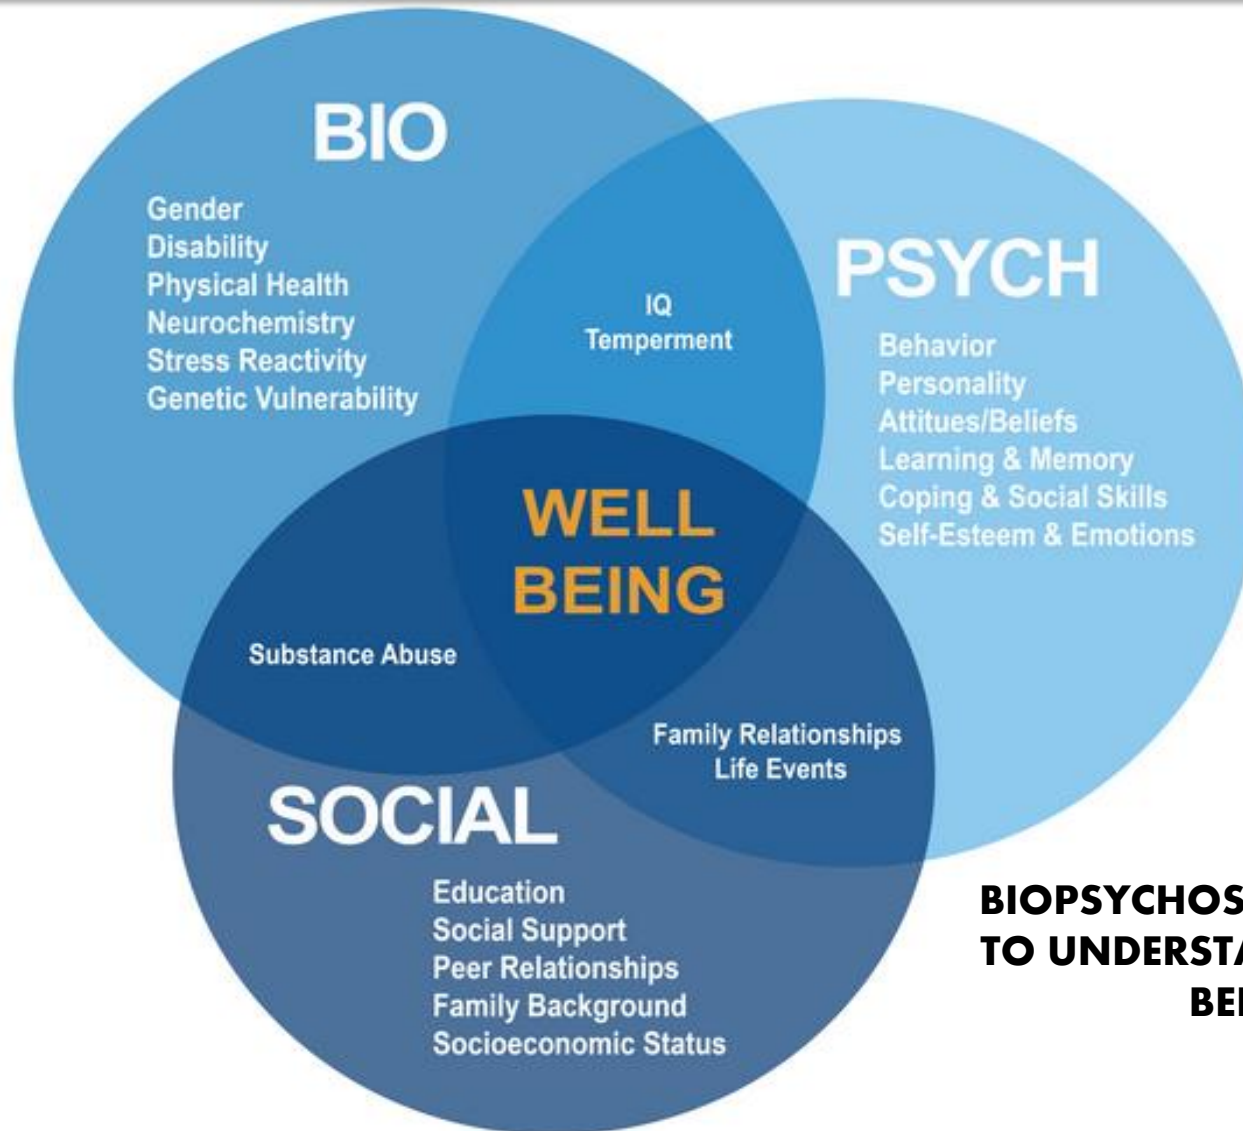 BIO
Gender
Disability
Physical Health
Neurochemistry
Stress Reactivity
Genetic Vulnerability
IQ
Temperment
PSYCH
Behavior
Personality
Attitues/Beliefs
Learning & Memory
Coping & Social Skills
Self-Esteem & Emotions
WELL
BEING
Substance Abuse
Family Relationships
Life Events
SOCIAL
Education
Social Support
Peer Relationships
Family Background
Socioeconomic Status
TO